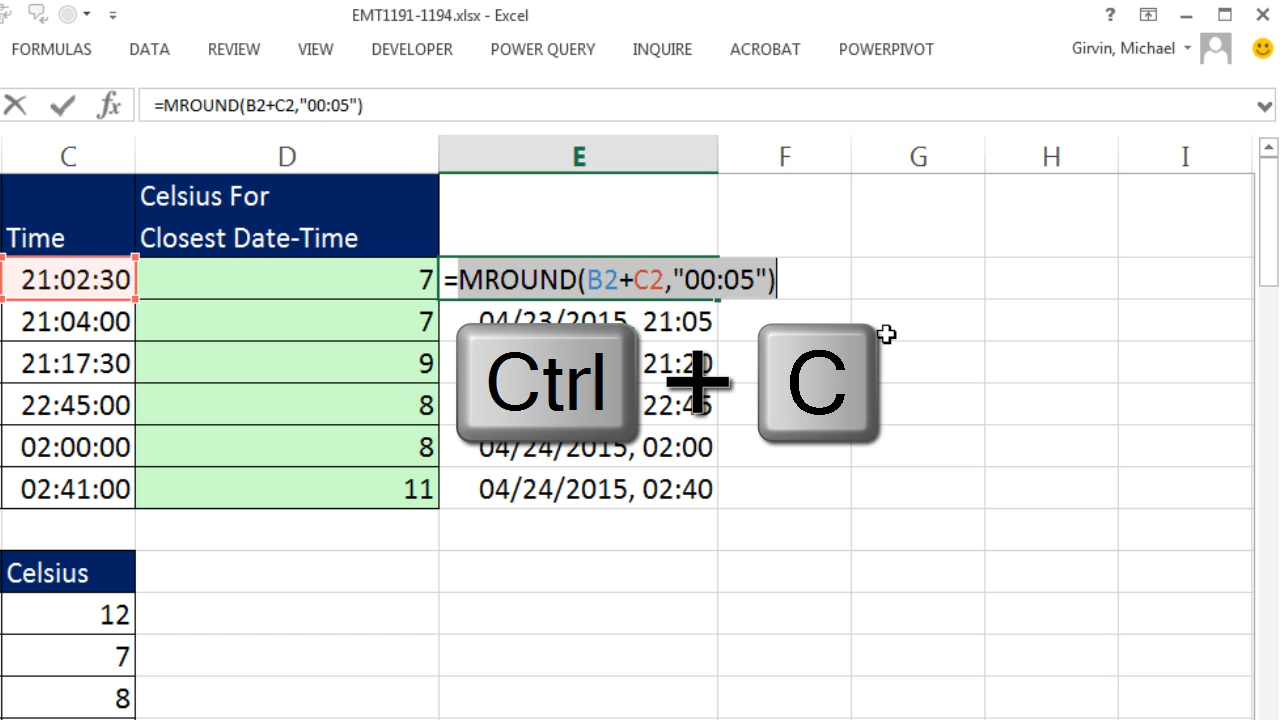 EMT1191-1194.xlsx - Excel
?
FORMULAS DATA REVIEW VIEW DEVELOPER POWER QUERY INQUIRE ACROBAT POWERPIVOT Girvin, Michael
fx =MROUND(B2+C2,"00:05")
C D E F G H I
Celsius For
Time Closest Date-Time
21:02:30 7 =MROUND(B2+C2,"00:05")
21:04:00 7 04/23/2015, 21:05
21:17:30 9 21:20
Ctrl + C
22:45:00 8 22:45
02:00:00 8 04/24/2015, 02:00
02:41:00 11 04/24/2015, 02:40
Celsius
12
7
8